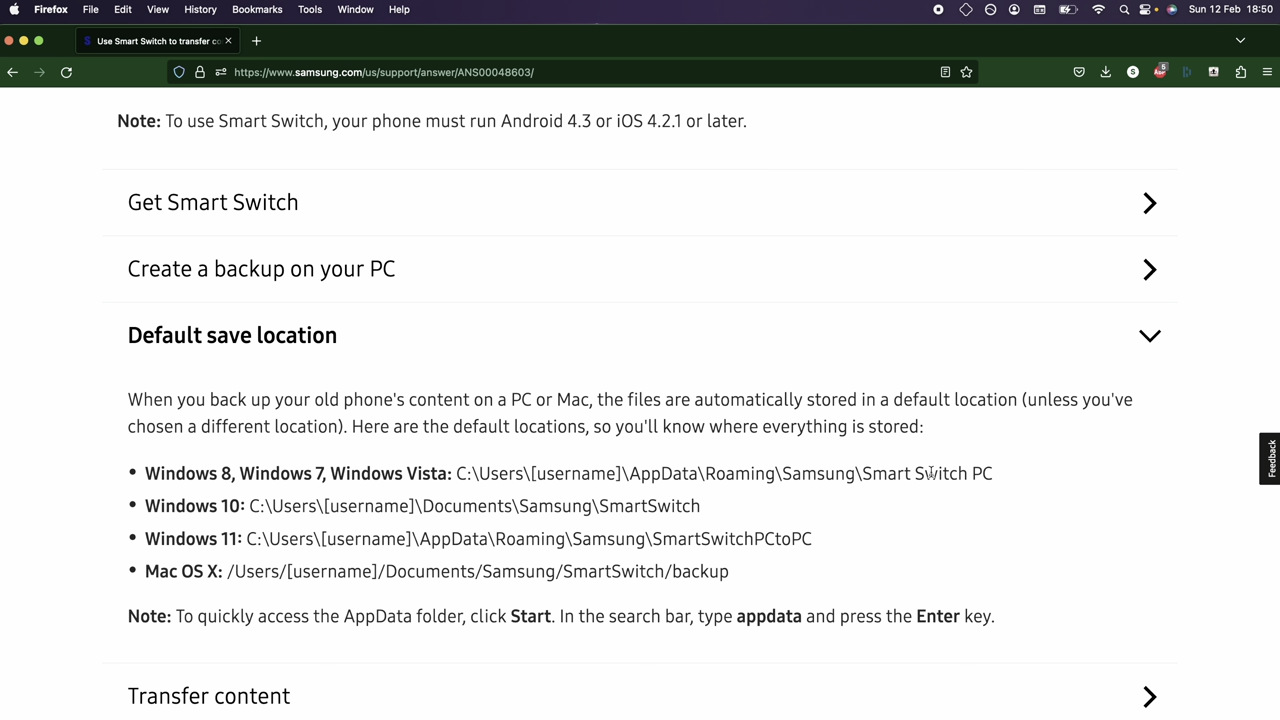 Firefox File Edit View History Bookmarks Tools Window Help Sun 12 Feb 18:50
S Use Smart Switch to transfer co
https://www.samsung.com/us/support/answer/ANS00048603/ S 5
Note: To use Smart Switch, your phone must run Android 4.3 or iOS 4.2.1 or later.
Get Smart Switch
Create a backup on your PC
Default save location
When you back up your old phone's content on a PC or Mac, the files are automatically stored in a default location (unless you've
chosen a different location). Here are the default locations, so you'll know where everything is stored:
• Windows 8, Windows 7, Windows Vista: C:\Users\[username]\AppData\Roaming\Samsung\Smart Switch PC
• Windows 10: C:\Users\[username]\Documents\Samsung\SmartSwitch
• Windows 11: C:\Users\[username]\AppData\Roaming\Samsung\SmartSwitchPCtoPC
• Mac OS X: /Users/[username]/Documents/Samsung/SmartSwitch/backup
Feedback
Note: To quickly access the AppData folder, click Start. In the search bar, type appdata and press the Enter key.
Transfer content